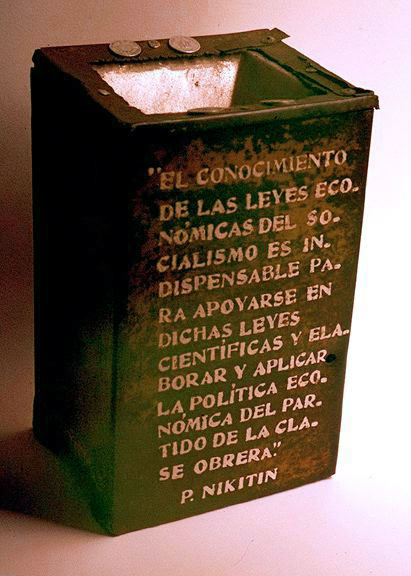 "EL CONOCIMIENTO
DE LAS LEYES ECO.
NÓMICAS DEL SO.
CIALISMO ES IN.
DISPENSABLE PA.
RA APOYARSE EN
DICHAS LEYES
CIENTÍFICAS Y ELA.
BORAR Y APLICAR
LA POLÍTICA ECO.
NÓMICA DEL PAR.
TIDO DE LA CLA.
SE OBRERA."
P. NIKITIN